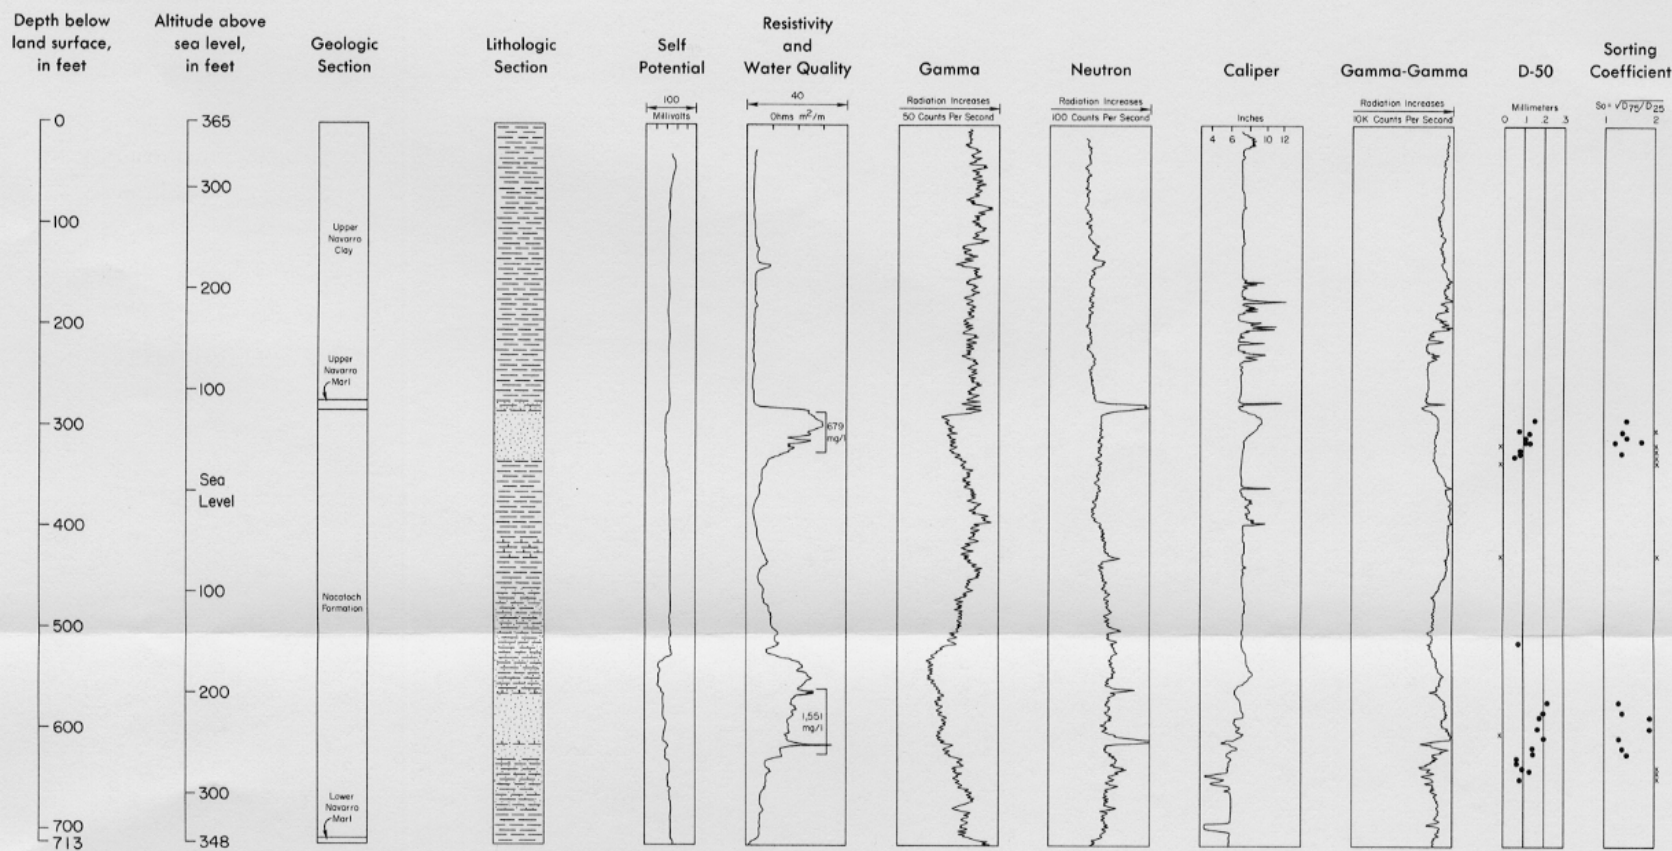 Depth below
land surface,
in feet
Altitude above
sea level,
in feet
Geologic
Section
Lithologic
Section
Self
Potential
Resistivity
and
Water Quality
Gamma
Neutron
Caliper
Gamma-Gamma
D-50
Sorting
Coefficient
100
Millivolts
40
Ohms m²/m
Radiation Increases
50 Counts Per Second
Radiation Increases
100 Counts Per Second
Inches
4 6 8 10 12
Radiation Increases
10K Counts Per Second
Millimeters
0 .1 .2 .3
So = √D75/D25
1 2
0
100
200
300
400
500
600
700
713
365
300
200
100
Sea
Level
100
200
300
348
Upper
Navarro
Clay
Upper
Navarro
Marl
Nacatoch
Formation
Lower
Navarro
Marl
679
mg/l
1,551
mg/l